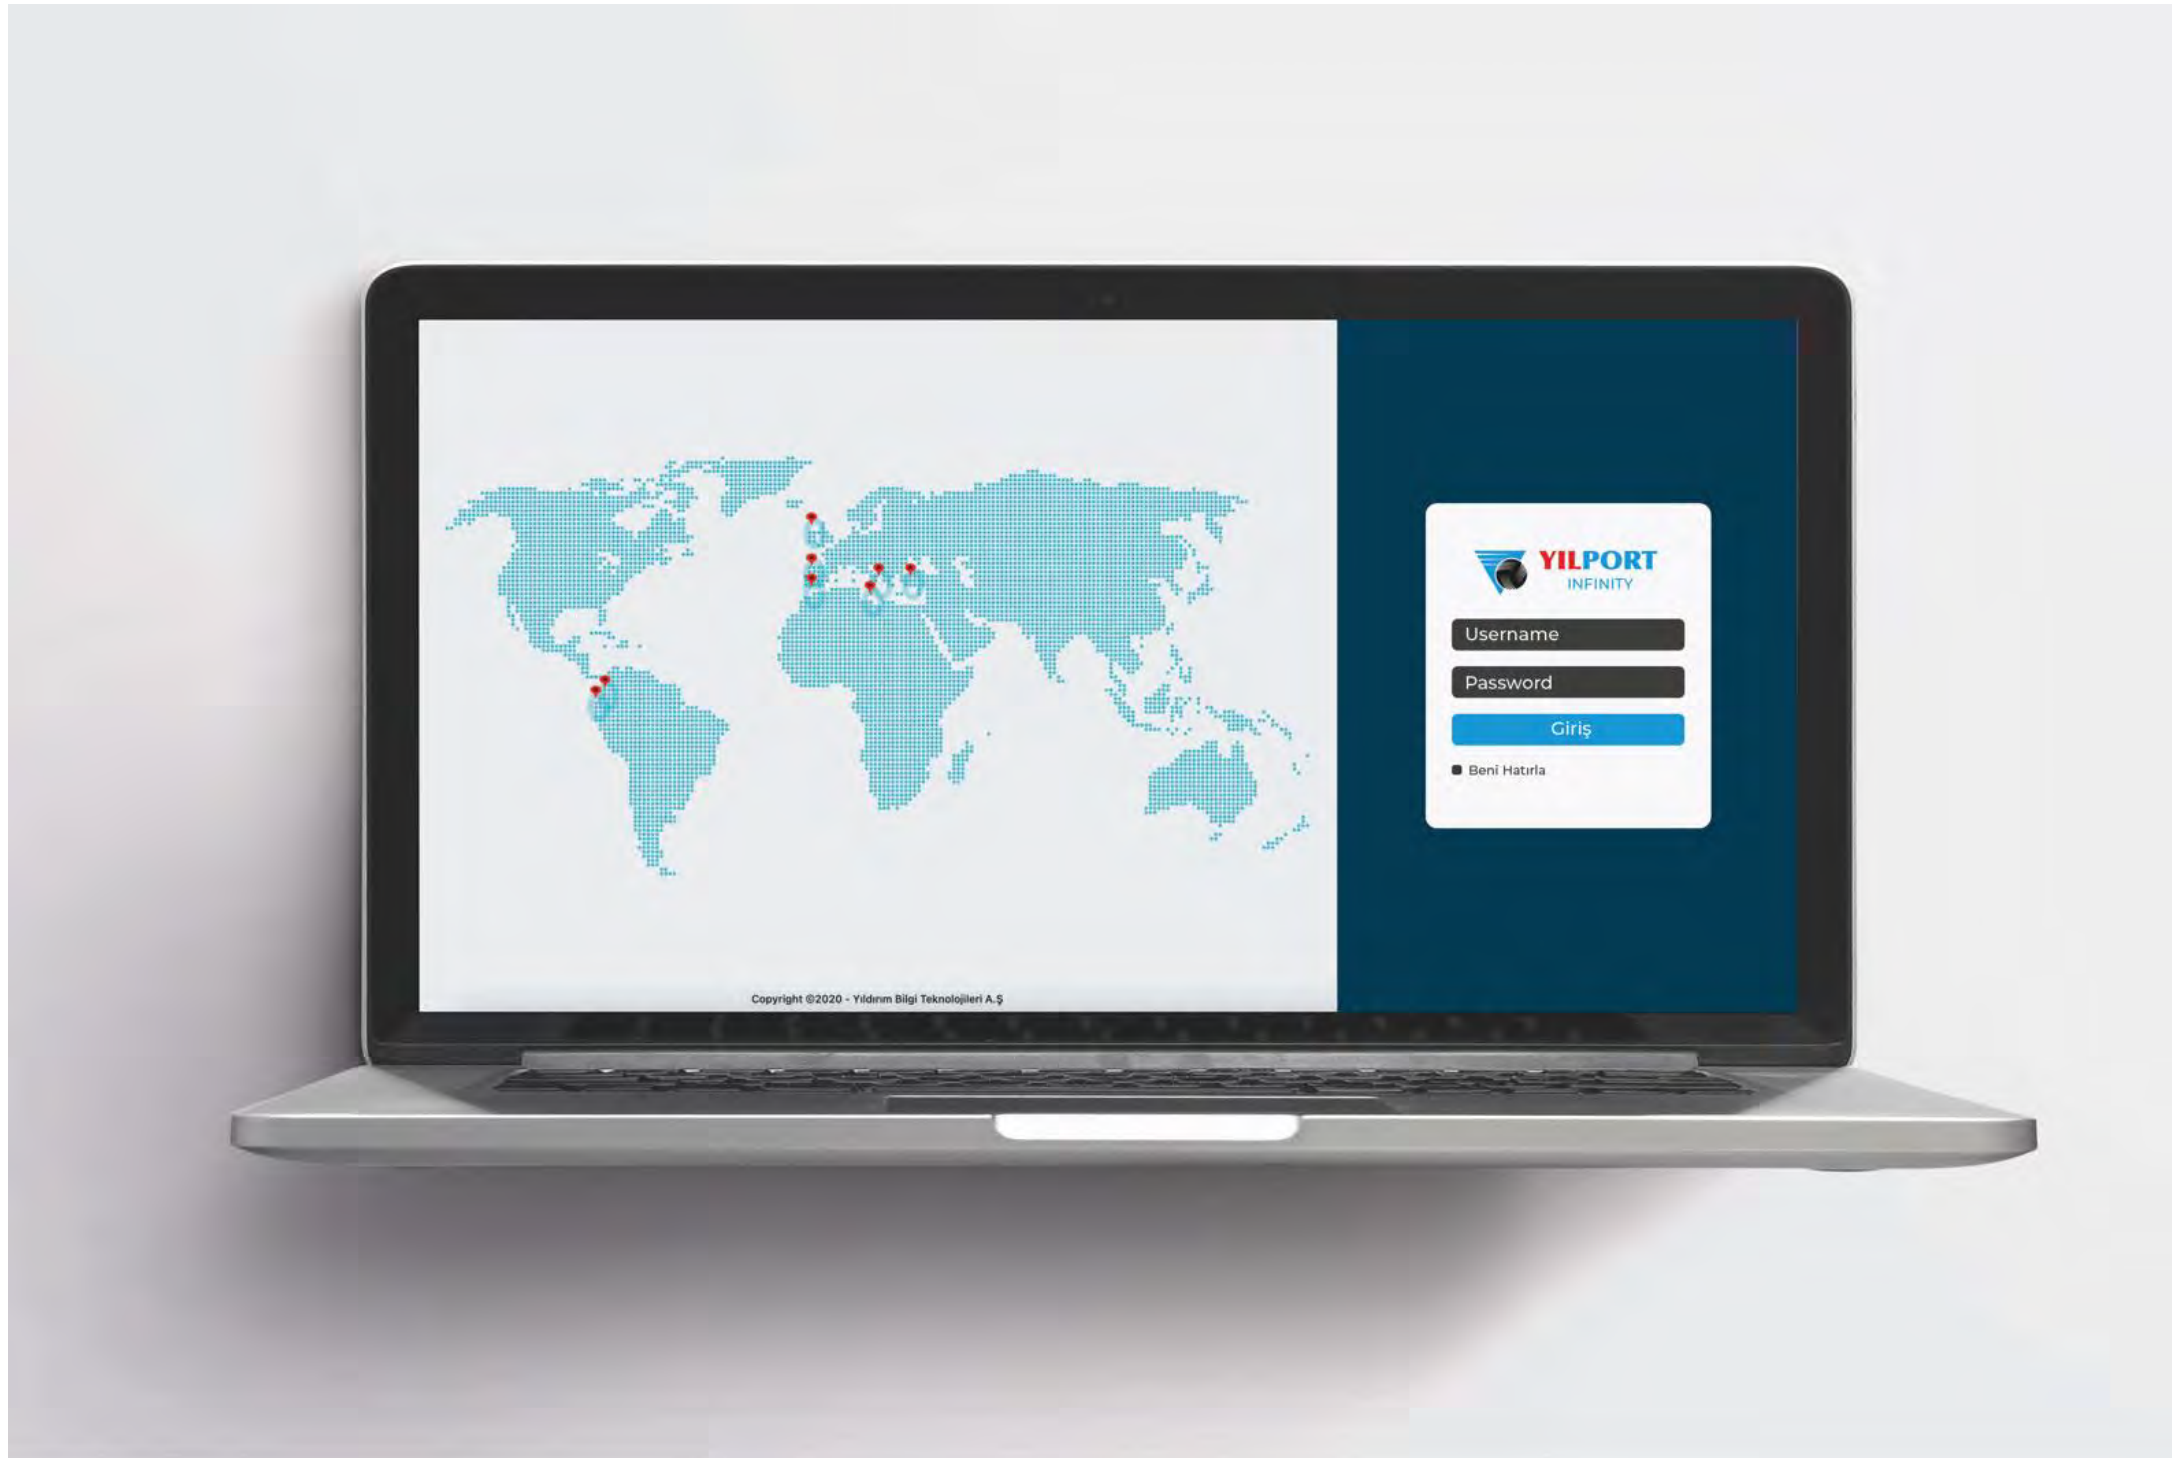 YILPORT
INFINITY
Username
Password
Giriş
Beni Hatırla
Copyright ©2020 - Yıldırım Bilgi Teknolojileri A.Ş